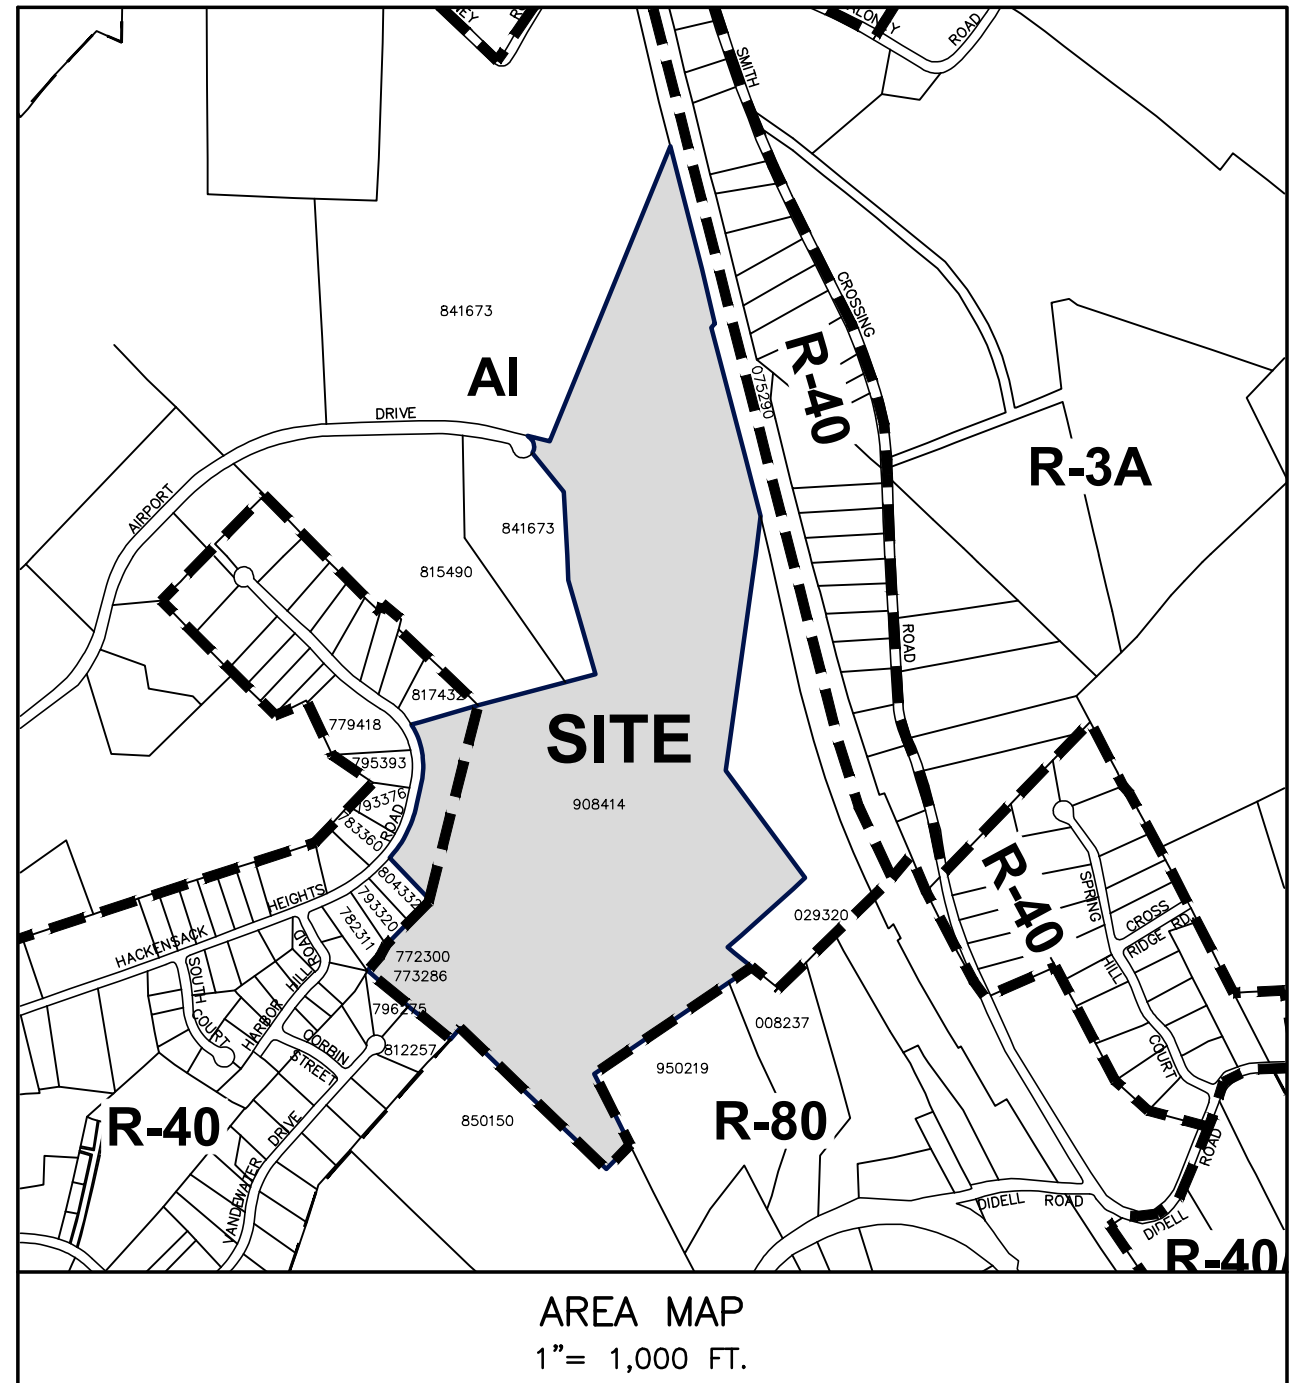 SMITH
ROAD
841673
AI
CROSSING
R-40
075290
DRIVE
R-3A
AIRPORT
841673
815490
ROAD
817432
779418
SITE
795393
793376
908414
783360
ROAD
R-40
804332
SPRING
HEIGHTS
793320
782311
029320
CROSS
RIDGE RD.
HACKENSACK
ROAD
772300
773286
SOUTH
COURT
HARBOR
HILL
HILL
796275
008237
CORBIN
STREET
812257
COURT
950219
850150
R-40
R-80
DRIVE
ROAD
VANDEWATER
DIDELL
ROAD
DIDELL
R-40
AREA MAP
1"= 1,000 FT.